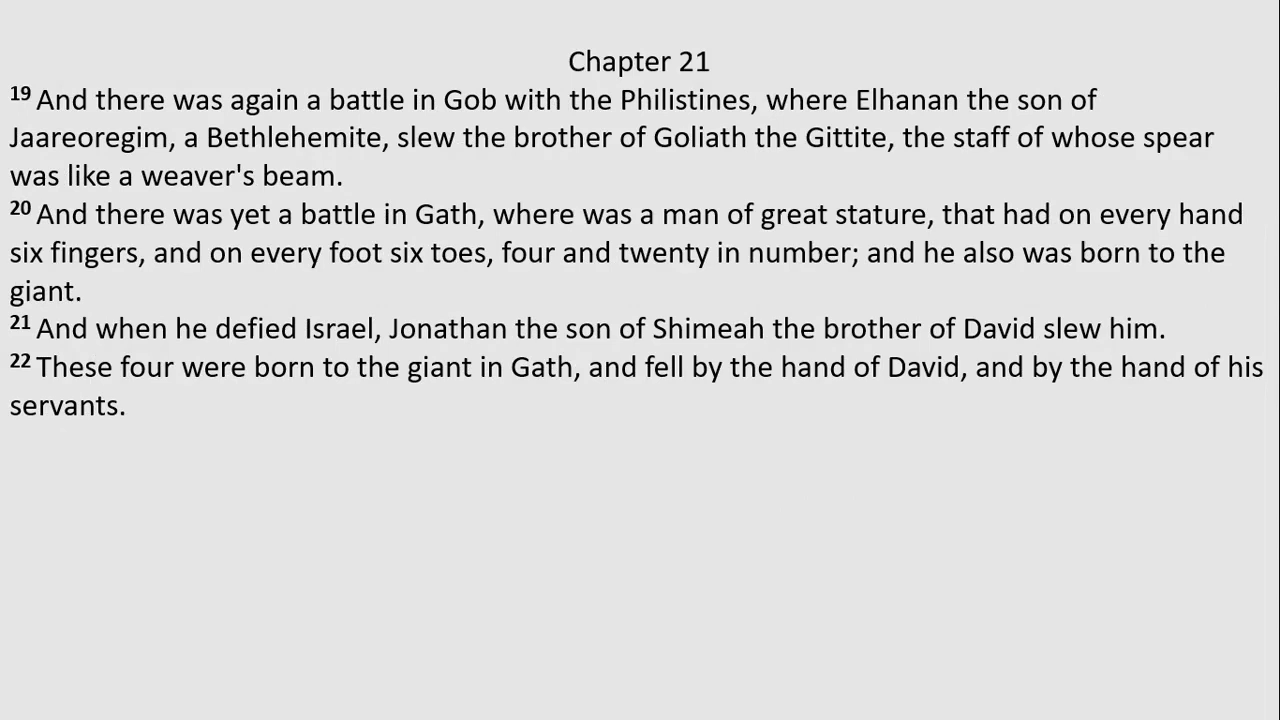 Chapter 21
19 And there was again a battle in Gob with the Philistines, where Elhanan the son of
Jaareoregim, a Bethlehemite, slew the brother of Goliath the Gittite, the staff of whose spear
was like a weaver's beam.
20 And there was yet a battle in Gath, where was a man of great stature, that had on every hand
six fingers, and on every foot six toes, four and twenty in number; and he also was born to the
giant.
21 And when he defied Israel, Jonathan the son of Shimeah the brother of David slew him.
22 These four were born to the giant in Gath, and fell by the hand of David, and by the hand of his
servants.